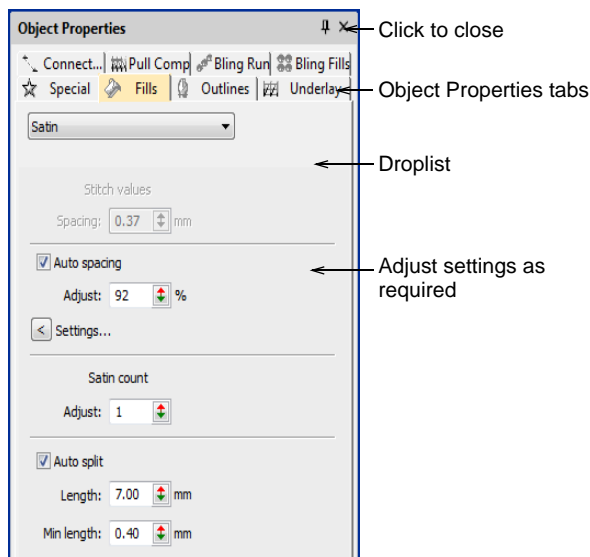 Object Properties
Click to close
Connect... Pull Comp Bling Run Bling Fills
Special Fills Outlines Underlay
Object Properties tabs
Satin
Droplist
Stitch values
Spacing: 0.37 mm
Auto spacing
Adjust settings as
required
Adjust: 92 %
< Settings...
Satin count
Adjust: 1
Auto split
Length: 7.00 mm
Min length: 0.40 mm